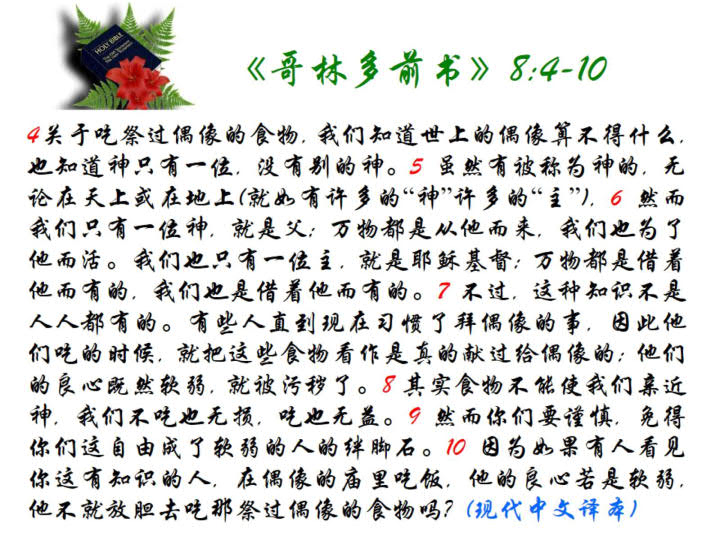 HOLY BIBLE
《哥林多前书》8:4-10
4关于吃祭过偶像的食物,我们知道世上的偶像算不得什么,
也知道神只有一位,没有别的神。5 虽然有被称为神的,无
论在天上或在地上(就如有许多的“神”许多的“主”),6 然而
我们只有一位神,就是父;万物都是从他而来,我们也为了
他而活。我们也只有一位主,就是耶稣基督;万物都是借着
他而有的,我们也是借着他而有的。7 不过,这种知识不是
人人都有的。有些人直到现在习惯了拜偶像的事,因此他
们吃的时候,就把这些食物看作是真的献过给偶像的;他们
的良心既然软弱,就被污秽了。8 其实食物不能使我们亲近
神,我们不吃也无损,吃也无益。9 然而你们要谨慎,免得
你们这自由成了软弱的人的绊脚石。10 因为如果有人看见
你这有知识的人,在偶像的庙里吃饭,他的良心若是软弱,
他不就放胆去吃那祭过偶像的食物吗?(现代中文译本)